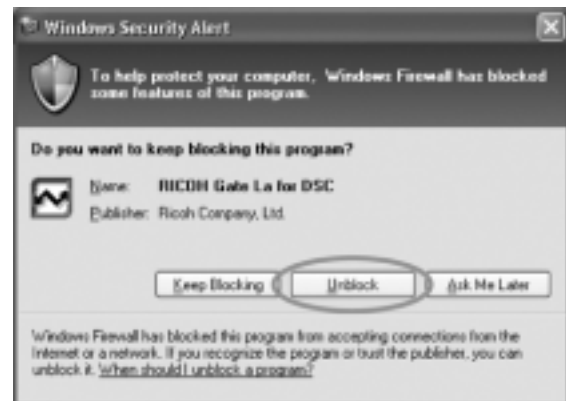 Windows Security Alert
To help protect your computer, Windows Firewall has blocked
some features of this program.
Do you want to keep blocking this program?
Name: RICOH Gate La for DSC
Publisher: Ricoh Company, Ltd.
Keep Blocking Unblock Ask Me Later
Windows Firewall has blocked this program from accepting connections from the
Internet or a network. If you recognize the program or trust the publisher, you can
unblock it. When should I unblock a program?